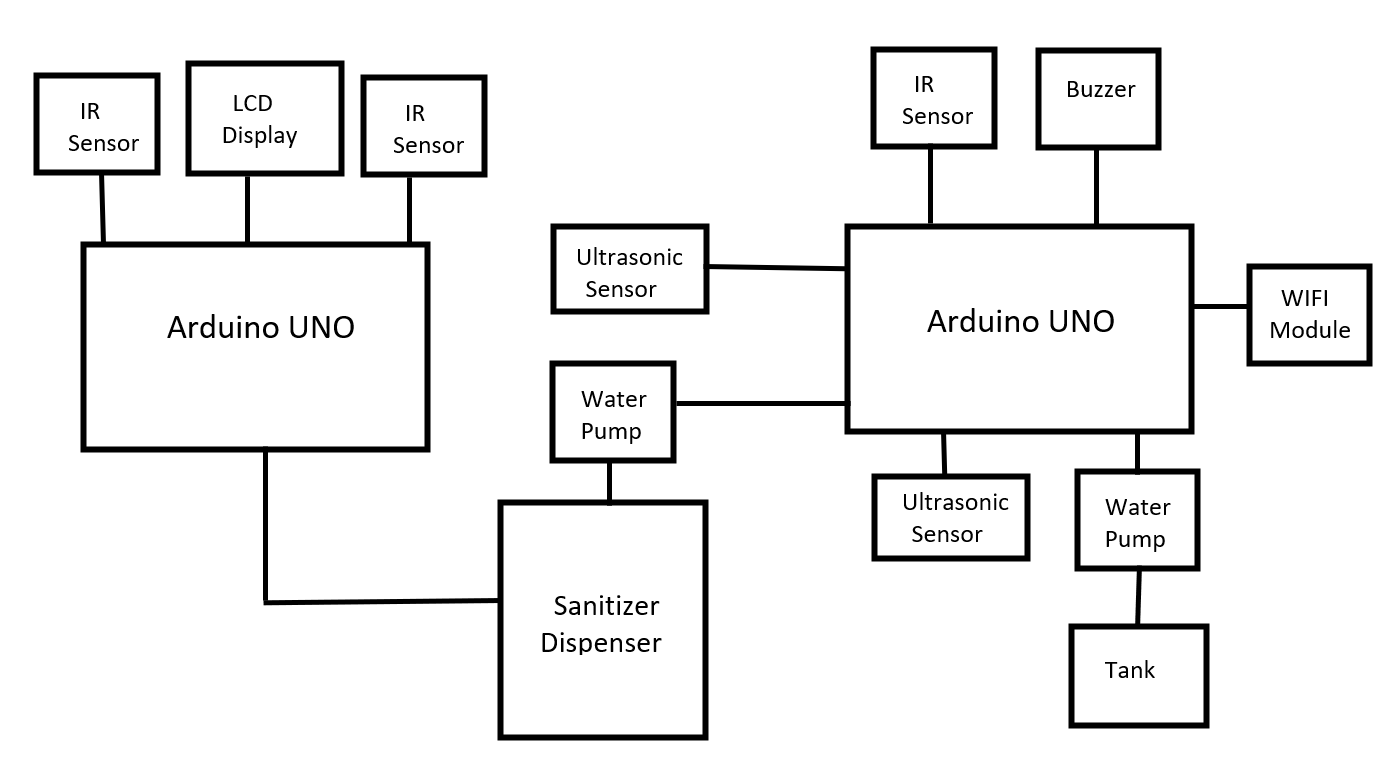 IR
Sensor
LCD
Display
IR
Sensor
Arduino UNO
IR
Sensor
Buzzer
Ultrasonic
Sensor
Arduino UNO
WIFI
Module
Water
Pump
Ultrasonic
Sensor
Water
Pump
Sanitizer
Dispenser
Tank